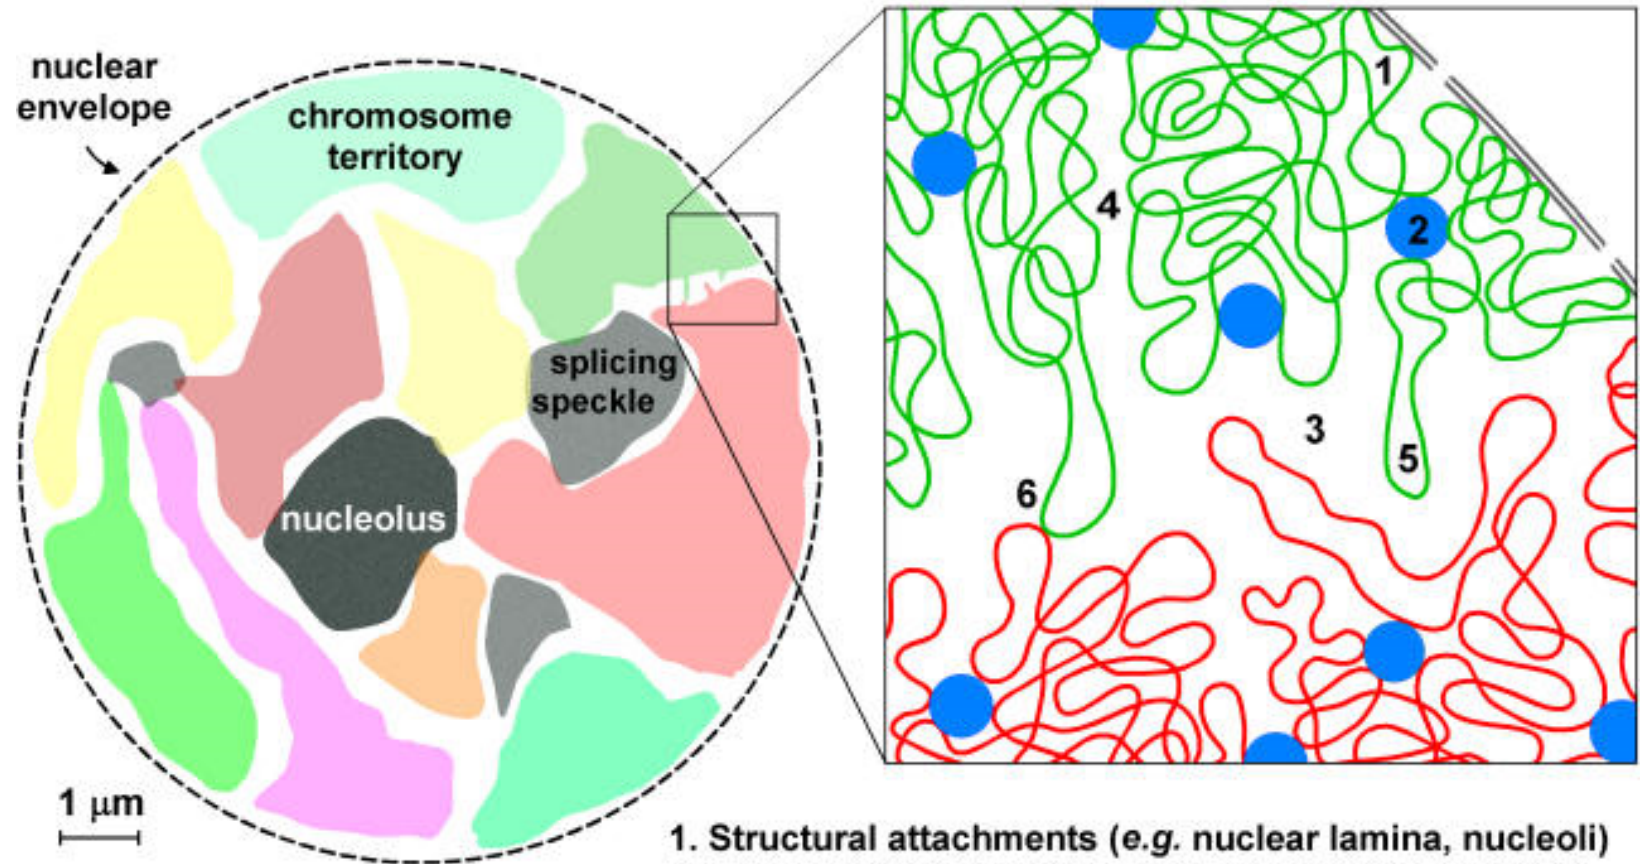 nuclear
envelope
chromosome
territory
splicing
speckle
nucleolus
1 μm
1
2
4
3
5
6
1. Structural attachments (e.g. nuclear lamina, nucleoli)